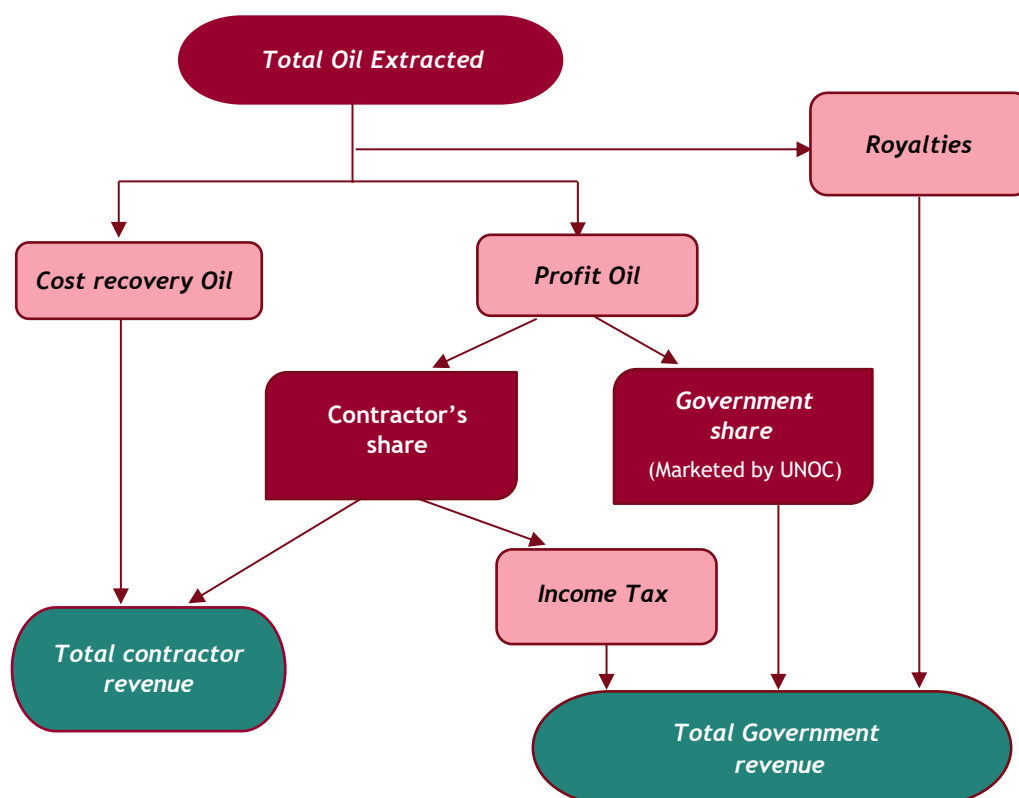 Total Oil Extracted
Royalties
Cost recovery Oil
Profit Oil
Contractor’s
share
Government
share
(Marketed by UNOC)
Income Tax
Total contractor
revenue
Total Government
revenue